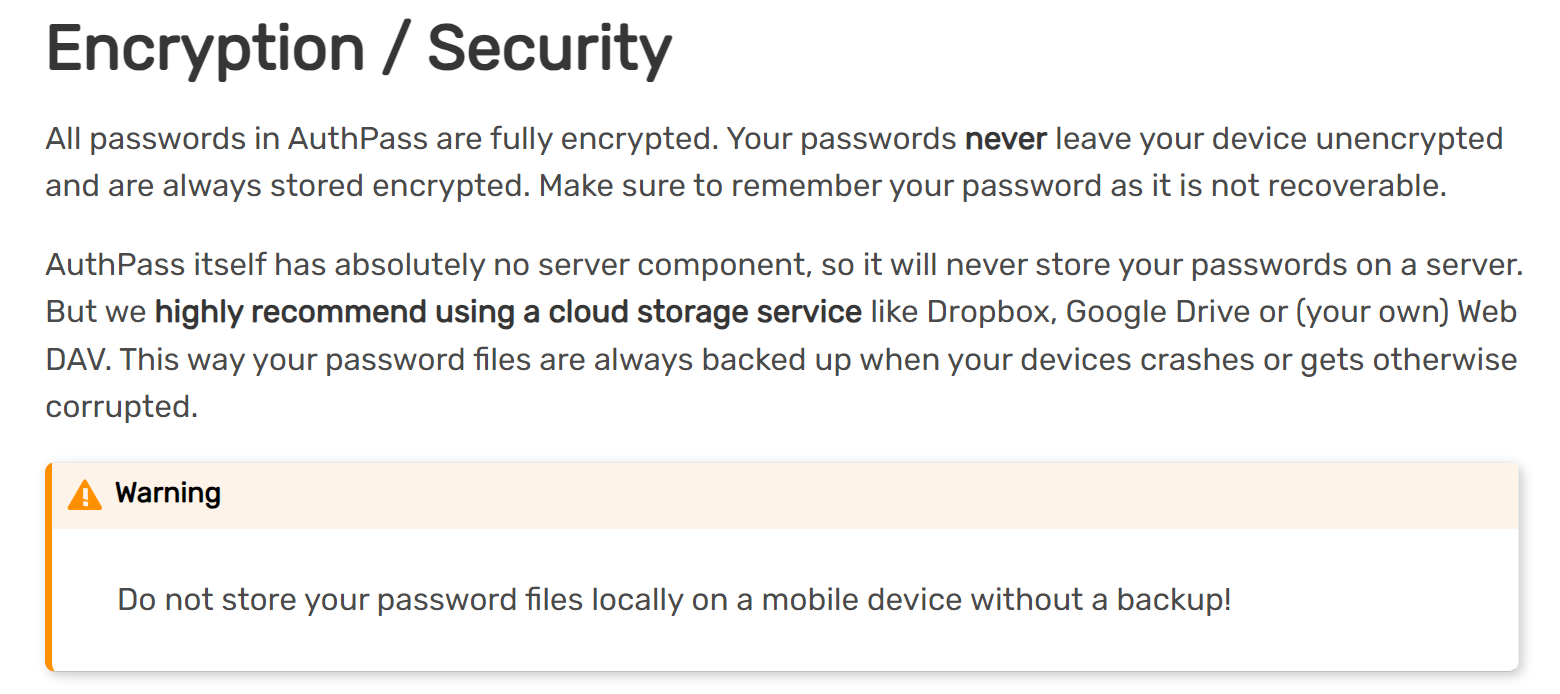 Encryption / Security
All passwords in AuthPass are fully encrypted. Your passwords never leave your device unencrypted
and are always stored encrypted. Make sure to remember your password as it is not recoverable.
AuthPass itself has absolutely no server component, so it will never store your passwords on a server.
But we highly recommend using a cloud storage service like Dropbox, Google Drive or (your own) Web
DAV. This way your password files are always backed up when your devices crashes or gets otherwise
corrupted.
Warning
Do not store your password files locally on a mobile device without a backup!